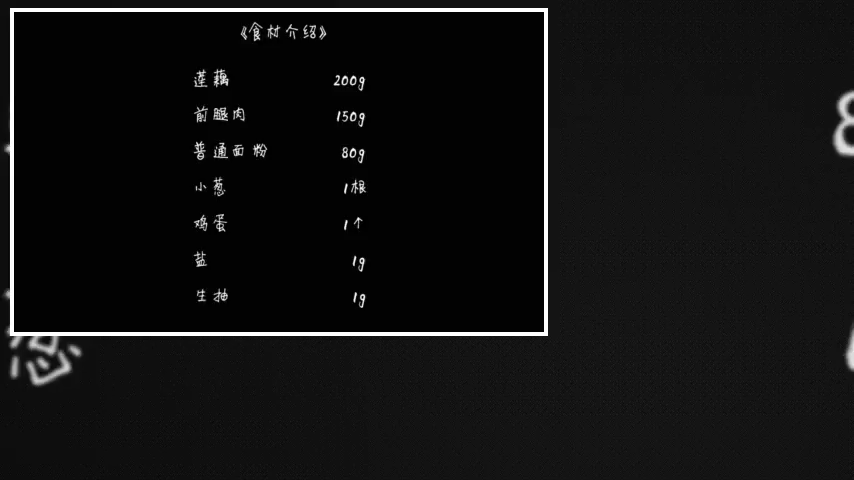 《食材介绍》
莲藕 200g
前腿肉 150g
普通面粉 80g
小葱 1根
鸡蛋 1个
盐 1g
生抽 1g